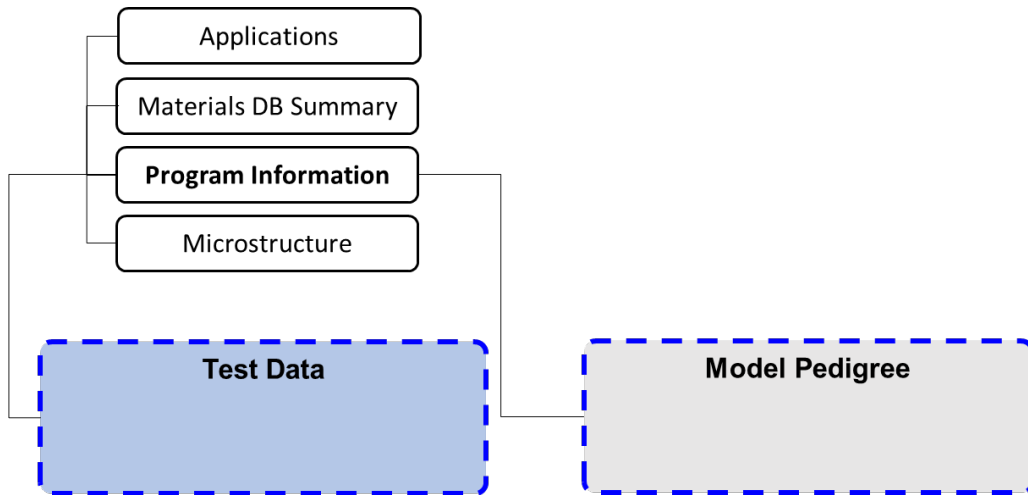 Applications
Materials DB Summary
Program Information
Microstructure
Test Data
Model Pedigree